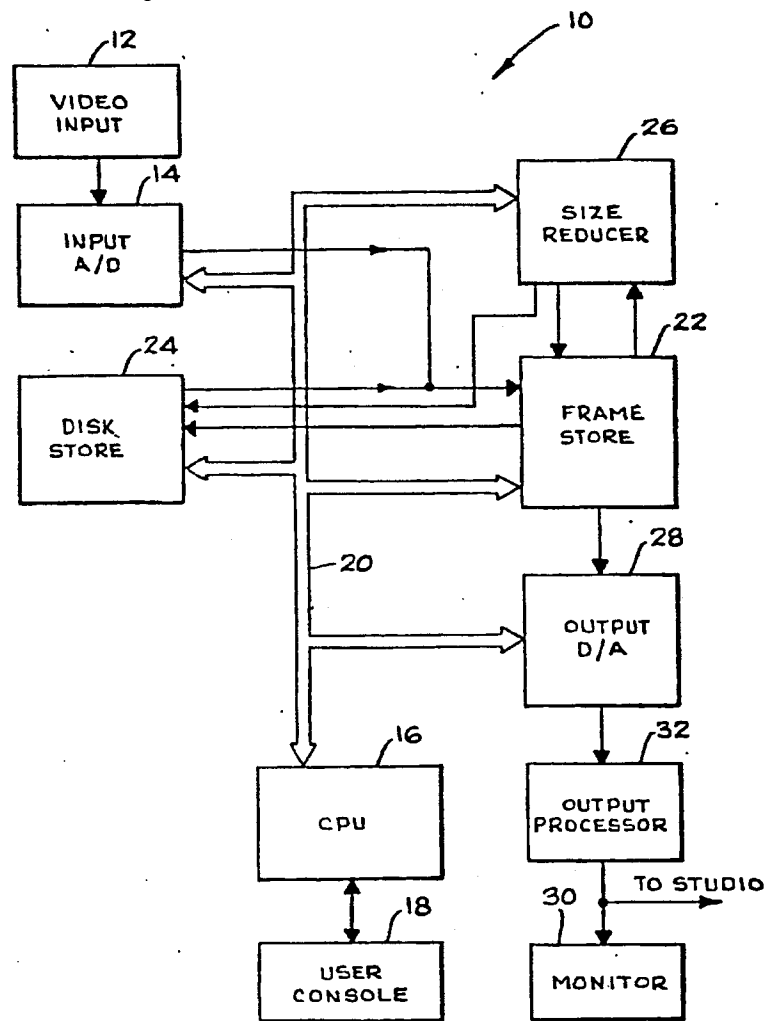 10
12
VIDEO
INPUT
14
INPUT
A/D
26
SIZE
REDUCER
24
DISK
STORE
22
FRAME
STORE
20
28
OUTPUT
D/A
16
CPU
32
OUTPUT
PROCESSOR
TO STUDIO
18
USER
CONSOLE
30
MONITOR